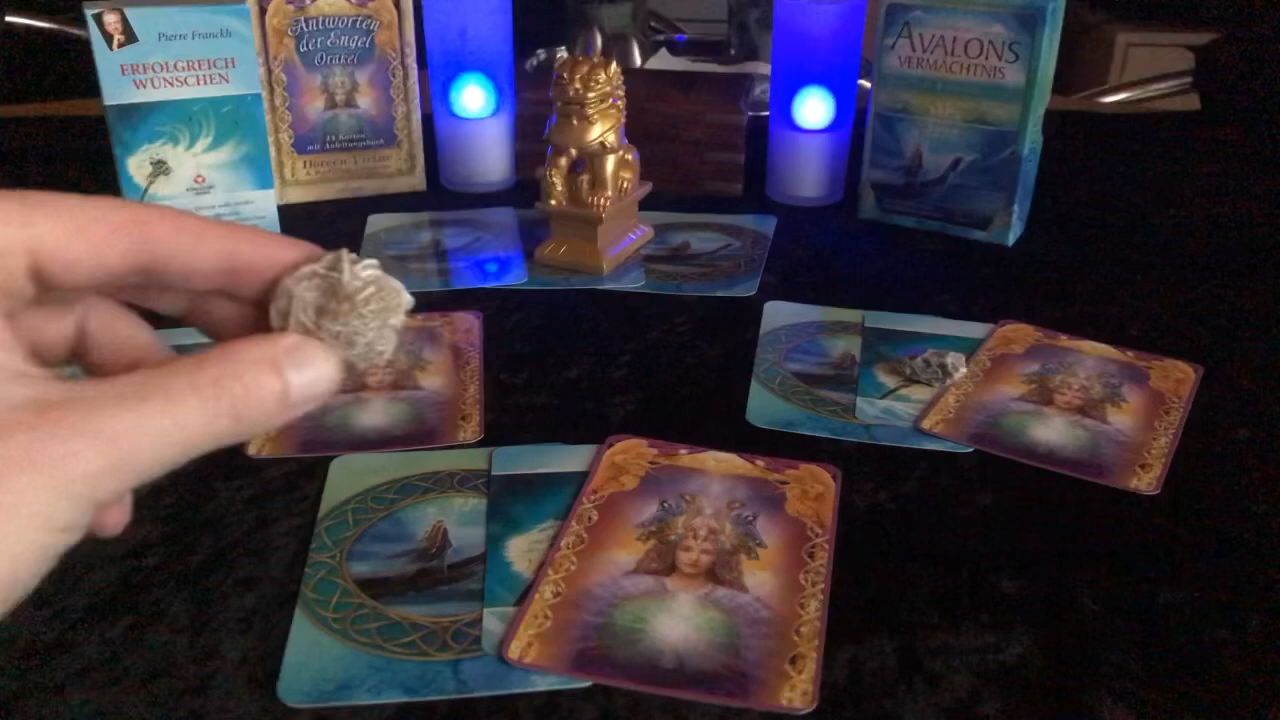 Pierre Franckh
ERFOLGREICH
WÜNSCHEN
Antworten
der Engel
Orakel
44 Karten
mit Anleitungsbuch
Doreen Virtue
AVALONS
VERMÄCHTNIS